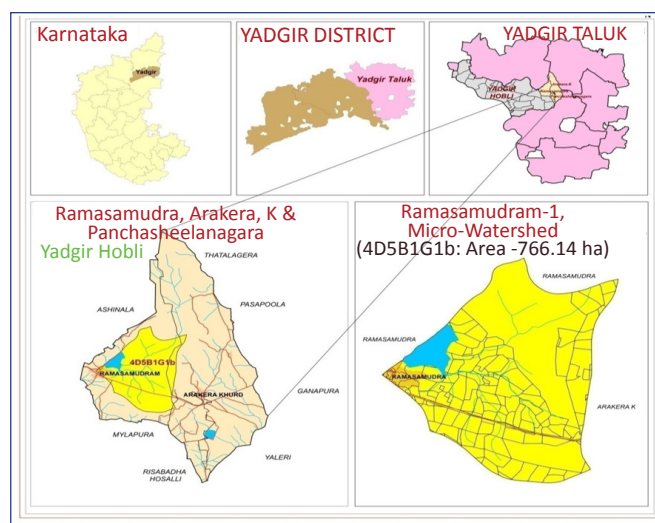 Karnataka
Yadgir
YADGIR DISTRICT
Yadgir Taluk
YADGIR TALUK
YADGIR
HOBLI
Ramasamudra, Arakera, K &
Panchasheelanagara
Yadgir Hobli
THATALAGERA
PASAPOOLA
ASHINALA
4D5B1G1b
RAMASAMUDRAM
GANAPURA
ARAKERA KHURD
MYLAPURA
YALERI
RISABADHA
HOSALLI
Ramasamudram-1,
Micro-Watershed
(4D5B1G1b: Area -766.14 ha)
RAMASAMUDRA
RAMASAMUDRA
RAMASAMUDRA
ARAKERA K